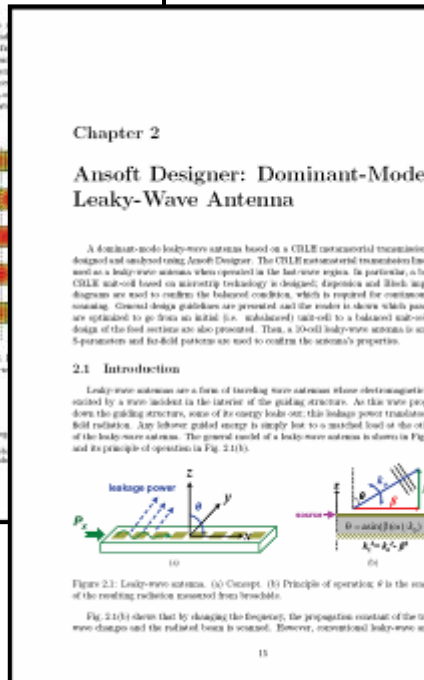 Chapter 2
Ansoft Designer: Dominant-Mode
Leaky-Wave Antenna
A dominant-mode leaky-wave antenna based on a CRLH metamaterial transmission
designed and analyzed using Ansoft Designer. The CRLH metamaterial transmission line
used as a leaky-wave antenna when operated in the fast-wave region. In particular, a
CRLH unit-cell based on microstrip technology is designed; dispersion and Bloch
diagrams are used to confirm the balanced condition, which is required for
scanning. General design guidelines are presented and the reader is shown which
are optimized to go from an initial (i.e. unbalanced) unit-cell to a balanced
design of the feed sections are also presented. Then, a 10-cell leaky-wave antenna is
S-parameters and far-field patterns are used to confirm the antenna's properties.
2.1 Introduction
Leaky-wave antennas are a form of traveling wave antennas whose electromagnetic
excited by a wave incident in the interior of the guiding structure. As this wave
down the guiding structure, some of its energy leaks out; this leakage power
field radiation. Any leftover guided energy is simply lost to a matched load at the
of the leaky-wave antenna. The general model of a leaky-wave antenna is shown in
and its principle of operation in Fig. 2.1(b).
leakage power
z
y
θ
x
source
θ
β
(a)
(b)
Figure 2.1: Leaky-wave antenna. (a) Concept. (b) Principle of operation; θ is the
of the resulting radiation measured from broadside.
Fig. 2.1(b) shows that by changing the frequency, the propagation constant of the
wave changes and the radiated beam is scanned. However, conventional leaky-wave
15